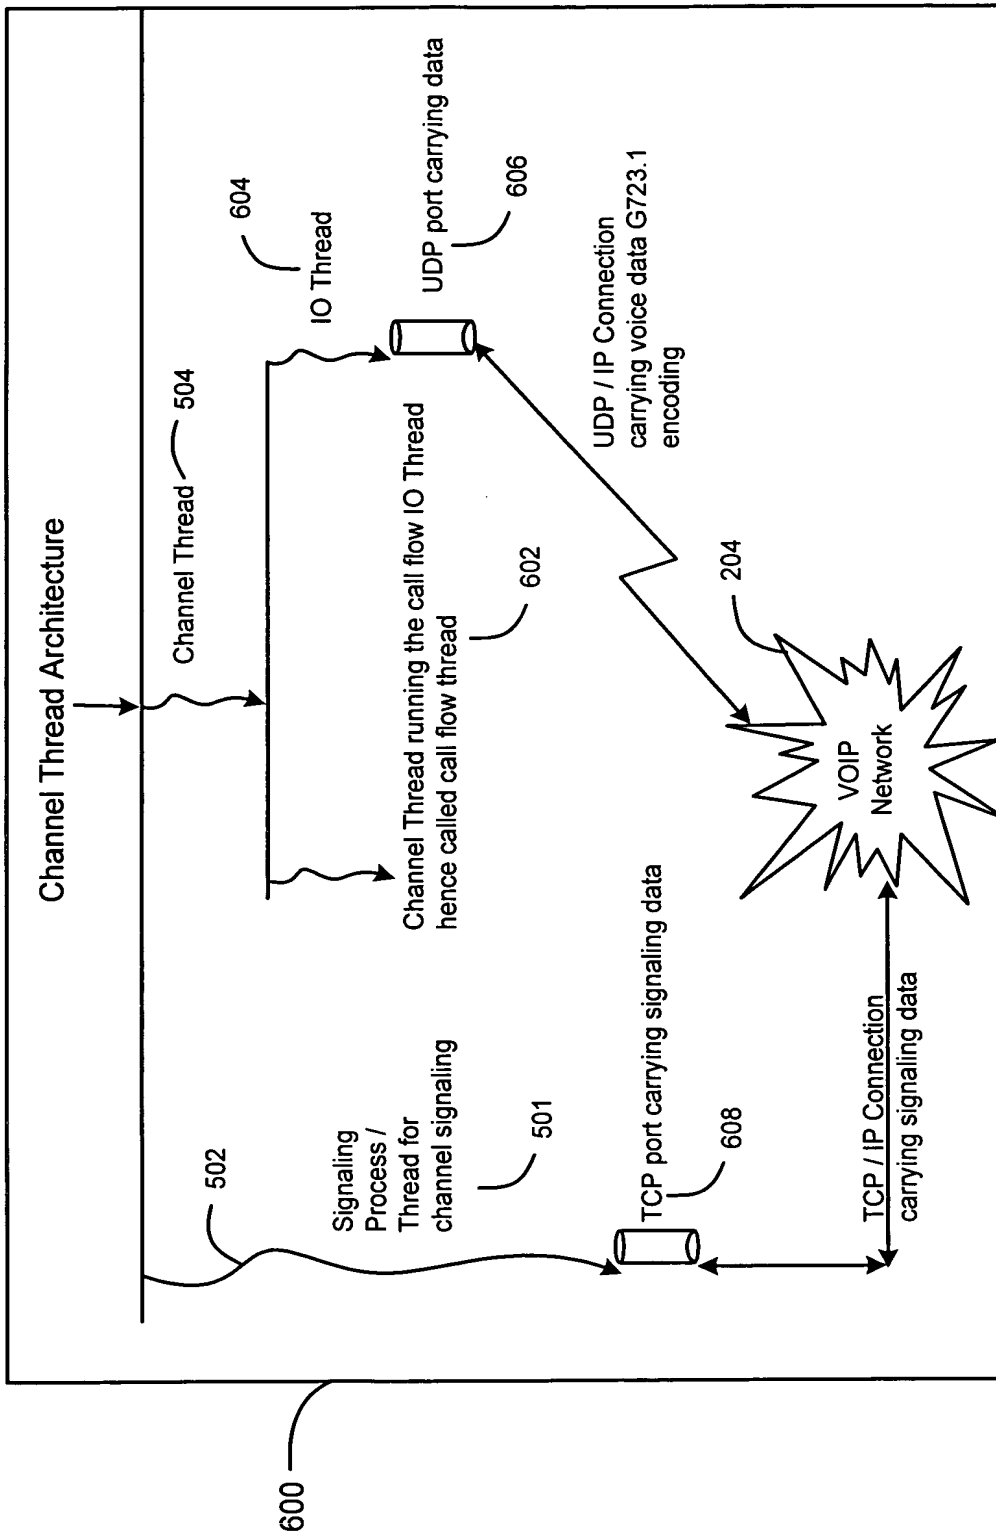 Channel Thread Architecture
Channel Thread
504
604
IO Thread
502
Signaling
Process /
Thread for
channel signaling
501
Channel Thread running the call flow IO Thread
hence called call flow thread
602
UDP port carrying data
606
UDP / IP Connection
carrying voice data G723.1
encoding
TCP port carrying signaling data
608
204
VOIP
Network
TCP / IP Connection
carrying signaling data
600